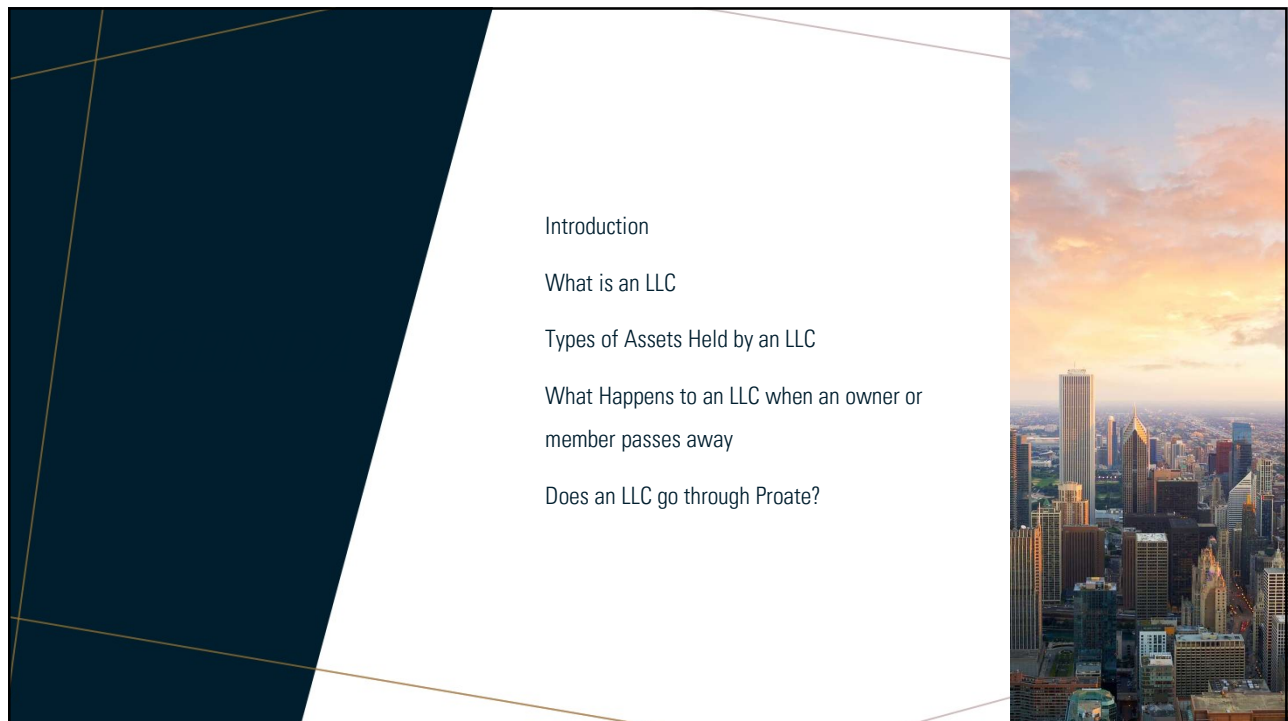 Introduction
What is an LLC
Types of Assets Held by an LLC
What Happens to an LLC when an owner or
member passes away
Does an LLC go through Proate?